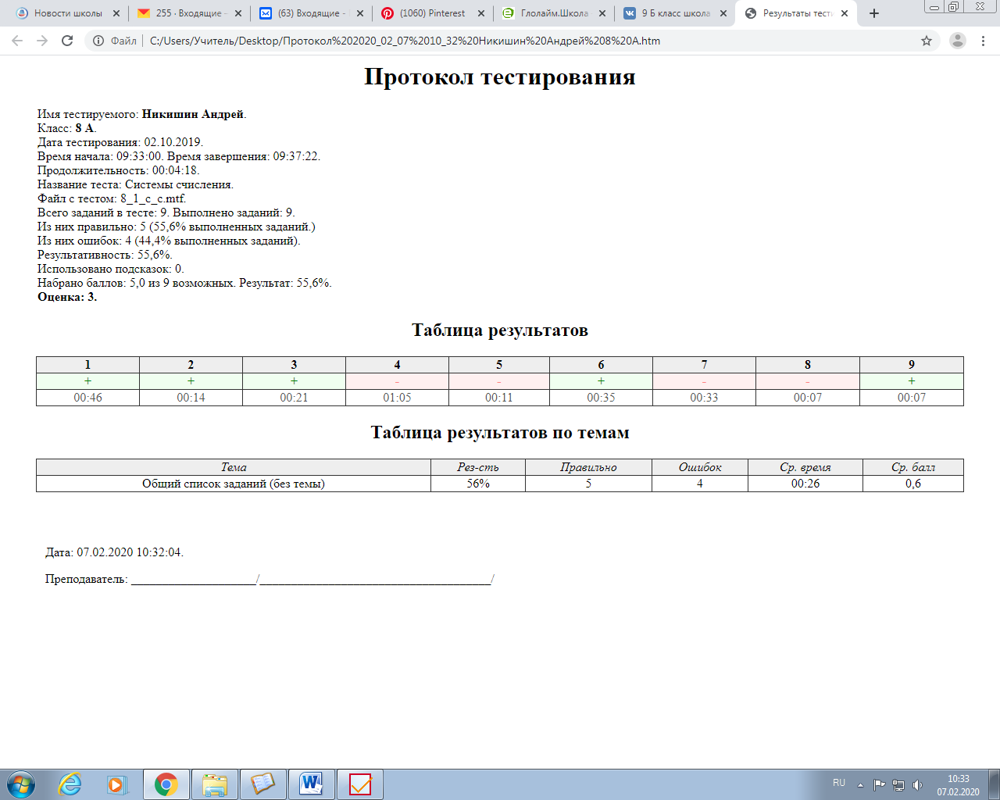 Новости школы
255 · Входящие -
(63) Входящие -
(1060) Pinterest
Глолайм.Школа
9 Б класс школа
Результаты тест
Файл
C:/Users/Учитель/Desktop/Протокол%202020_02_07%2010_32%20Никишин%20Андрей%208%20А.htm
Протокол тестирования
Имя тестируемого: Никишин Андрей.
Класс: 8 А.
Дата тестирования: 02.10.2019.
Время начала: 09:33:00. Время завершения: 09:37:22.
Продолжительность: 00:04:18.
Название теста: Системы счисления.
Файл с тестом: 8_1_с_с.mtf.
Всего заданий в тесте: 9. Выполнено заданий: 9.
Из них правильно: 5 (55,6% выполненных заданий.)
Из них ошибок: 4 (44,4% выполненных заданий).
Результативность: 55,6%.
Использовано подсказок: 0.
Набрано баллов: 5,0 из 9 возможных. Результат: 55,6%.
Оценка: 3.
Таблица результатов
1 2 3 4 5 6 7 8 9
+ + + - - + - - +
00:46 00:14 00:21 01:05 00:11 00:35 00:33 00:07 00:07
Таблица результатов по темам
Тема Рез-сть Правильно Ошибок Ср. время Ср. балл
Общий список заданий (без темы) 56% 5 4 00:26 0,6
Дата: 07.02.2020 10:32:04.
Преподаватель: ____________________/_____________________________________/
RU
10:33
07.02.2020